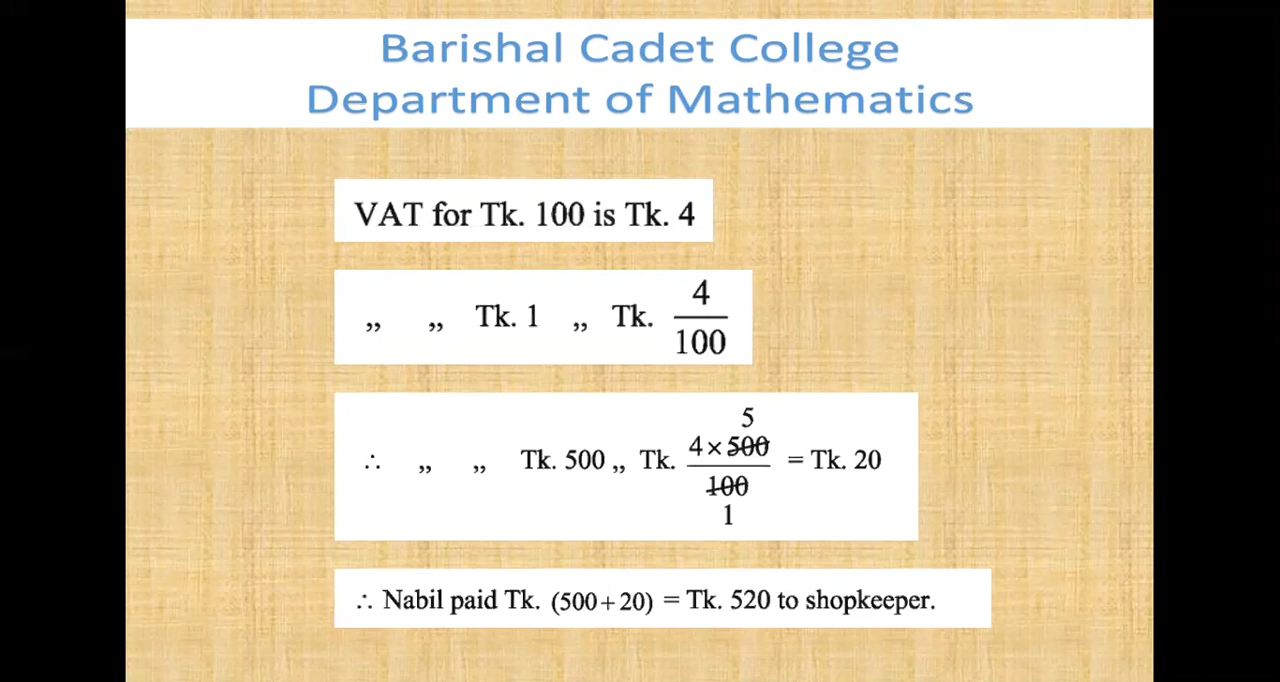 Barishal Cadet College
Department of Mathematics
VAT for Tk. 100 is Tk. 4
,, ,, Tk. 1 ,, Tk. 4/100
∴ ,, ,, Tk. 500 ,, Tk. 5
4 × 500/100 = Tk. 20
1
∴ Nabil paid Tk. (500 + 20) = Tk. 520 to shopkeeper.